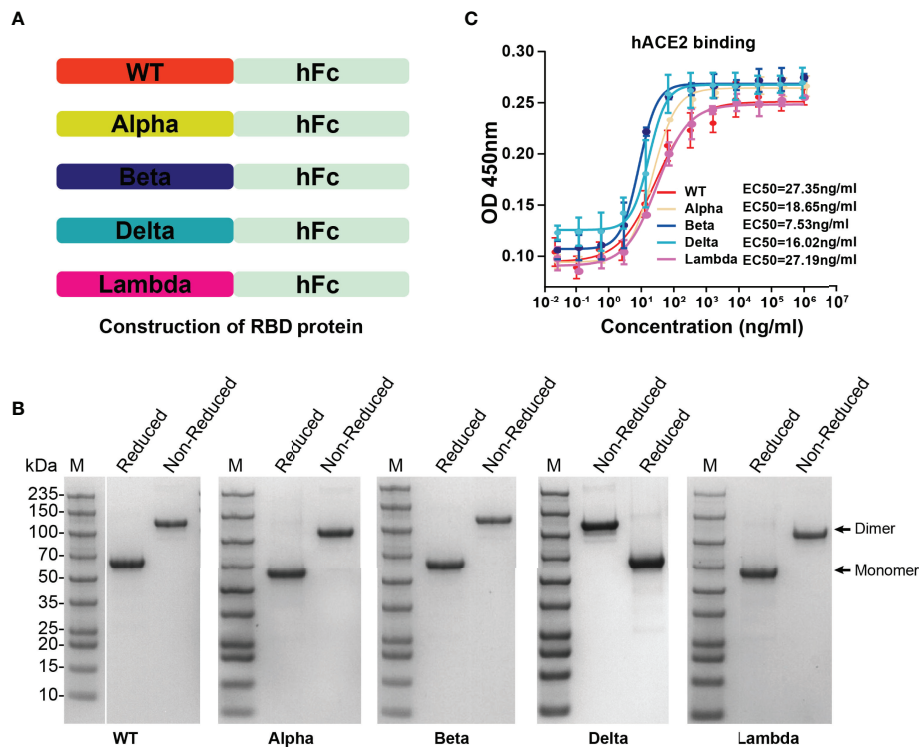 A
WT hFc
Alpha hFc
Beta hFc
Delta hFc
Lambda hFc
Construction of RBD protein
C
hACE2 binding
OD 450nm
0.30
0.25
0.20
0.15
0.10
WT EC50=27.35ng/ml
Alpha EC50=18.65ng/ml
Beta EC50=7.53ng/ml
Delta EC50=16.02ng/ml
Lambda EC50=27.19ng/ml
10⁻² 10⁻¹ 10⁰ 10¹ 10² 10³ 10⁴ 10⁵ 10⁶ 10⁷
Concentration (ng/ml)
B
kDa M Reduced Non-Reduced M Reduced Non-Reduced M Reduced Non-Reduced M Non-Reduced Reduced M Reduced Non-Reduced
235-
150-
100-
70-
50-
35-
25-
20-
15-
10-
Dimer
Monomer
WT Alpha Beta Delta Lambda